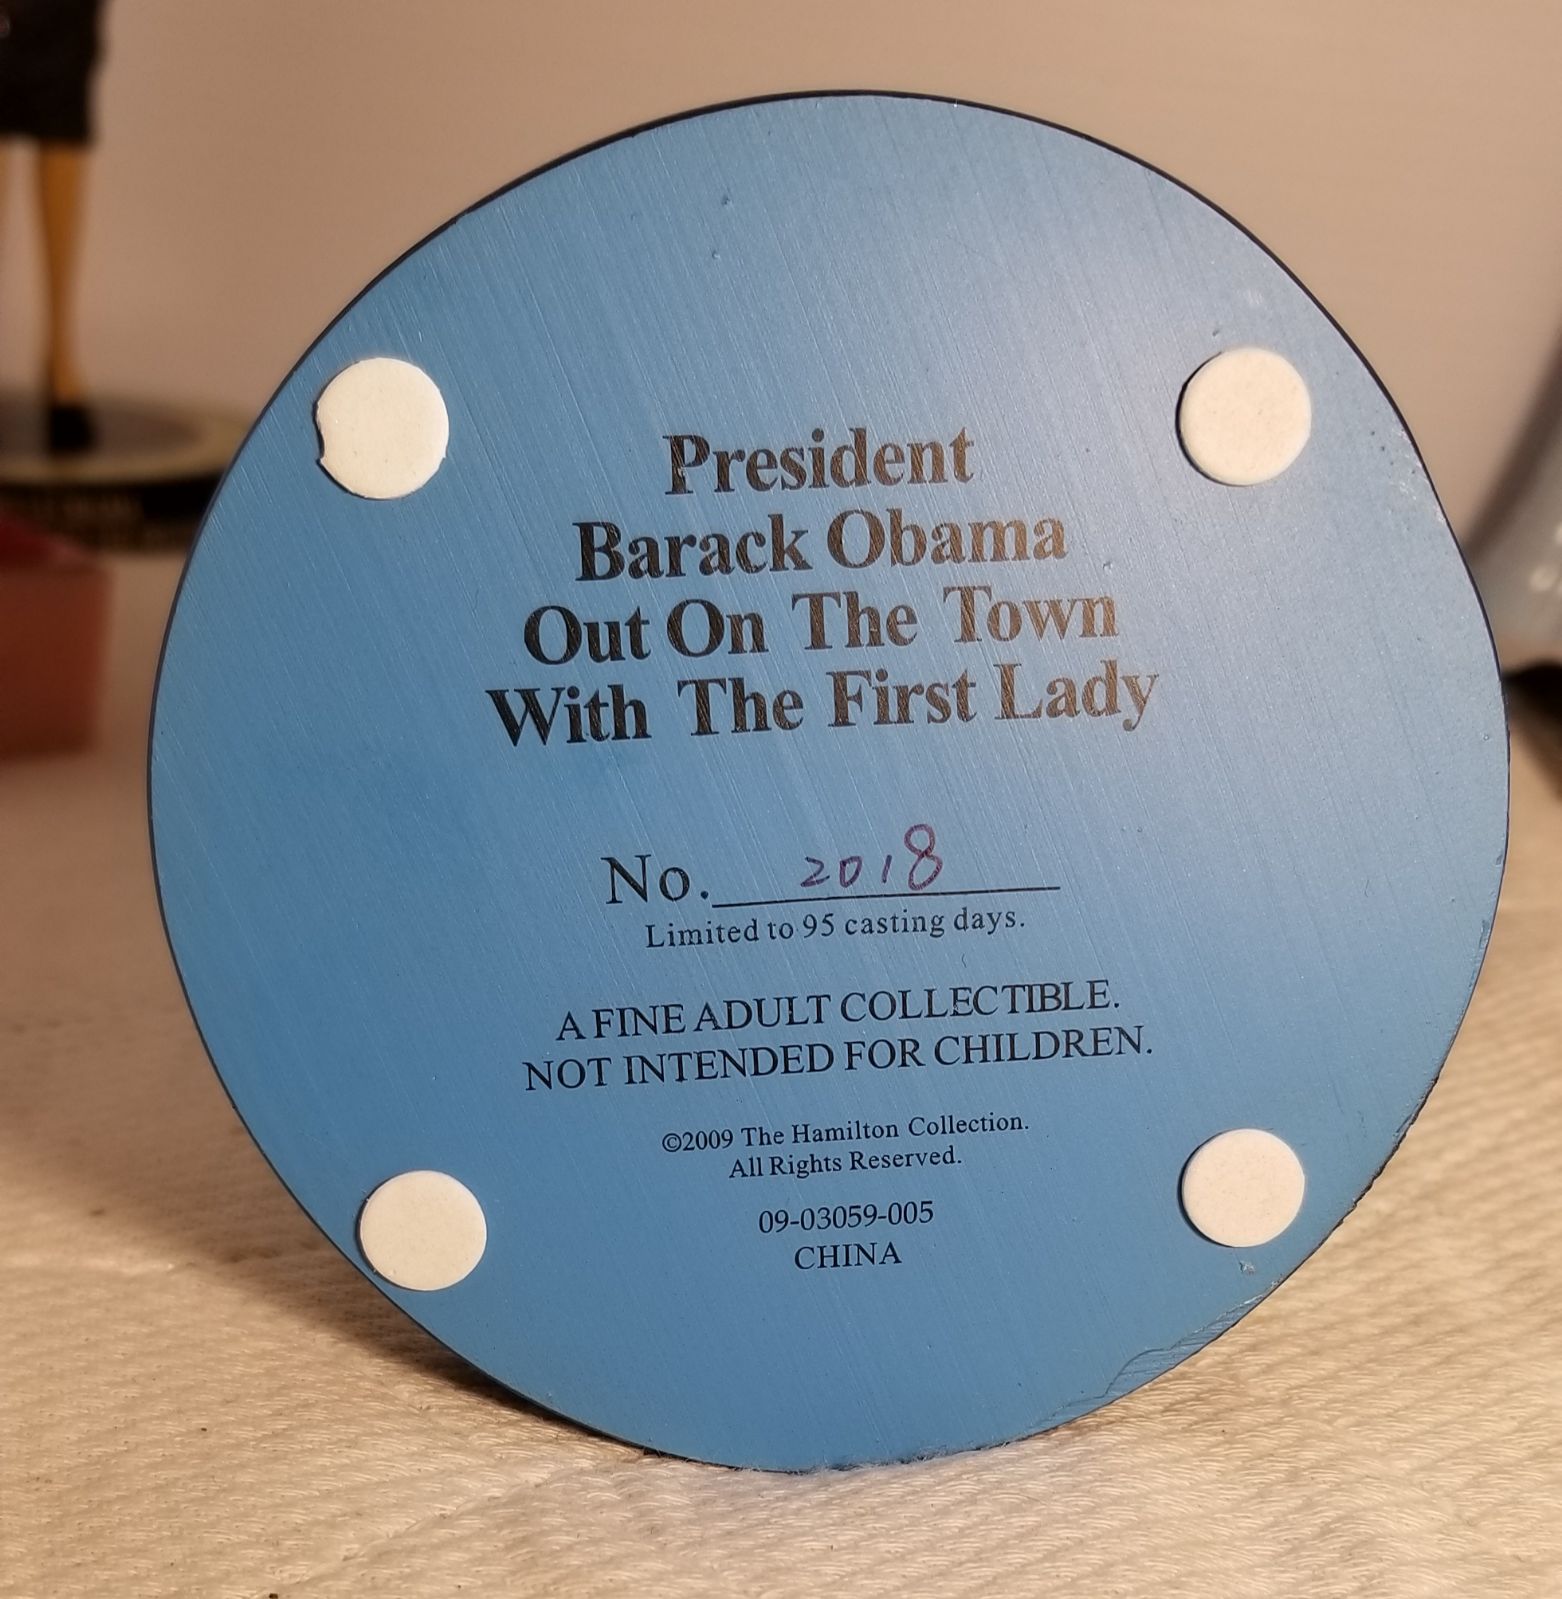 President
Barack Obama
Out On The Town
With The First Lady
No. 2018
Limited to 95 casting days.
A FINE ADULT COLLECTIBLE.
NOT INTENDED FOR CHILDREN.
©2009 The Hamilton Collection.
All Rights Reserved.
09-03059-005
CHINA